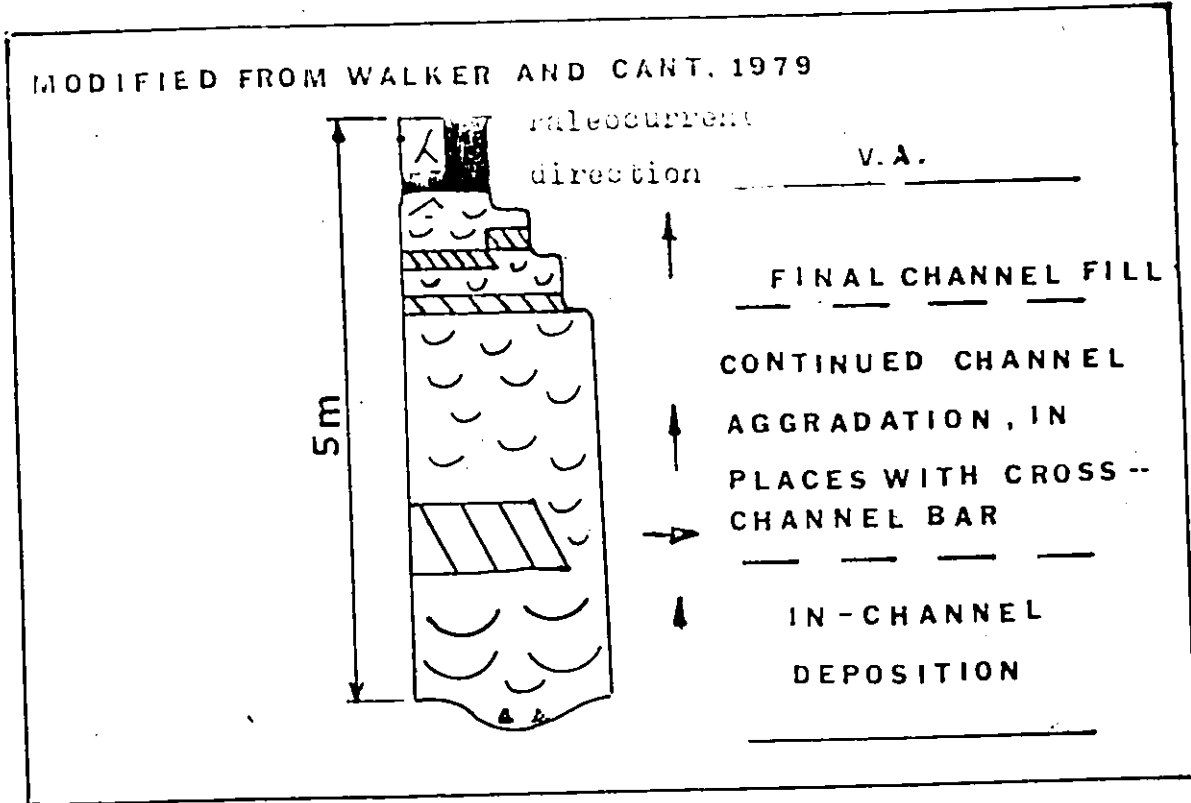 MODIFIED FROM WALKER AND CANT, 1979
paleocurrent
direction
V.A.
FINAL CHANNEL FILL
CONTINUED CHANNEL
AGGRADATION, IN
PLACES WITH CROSS--
CHANNEL BAR
IN-CHANNEL
DEPOSITION
5m